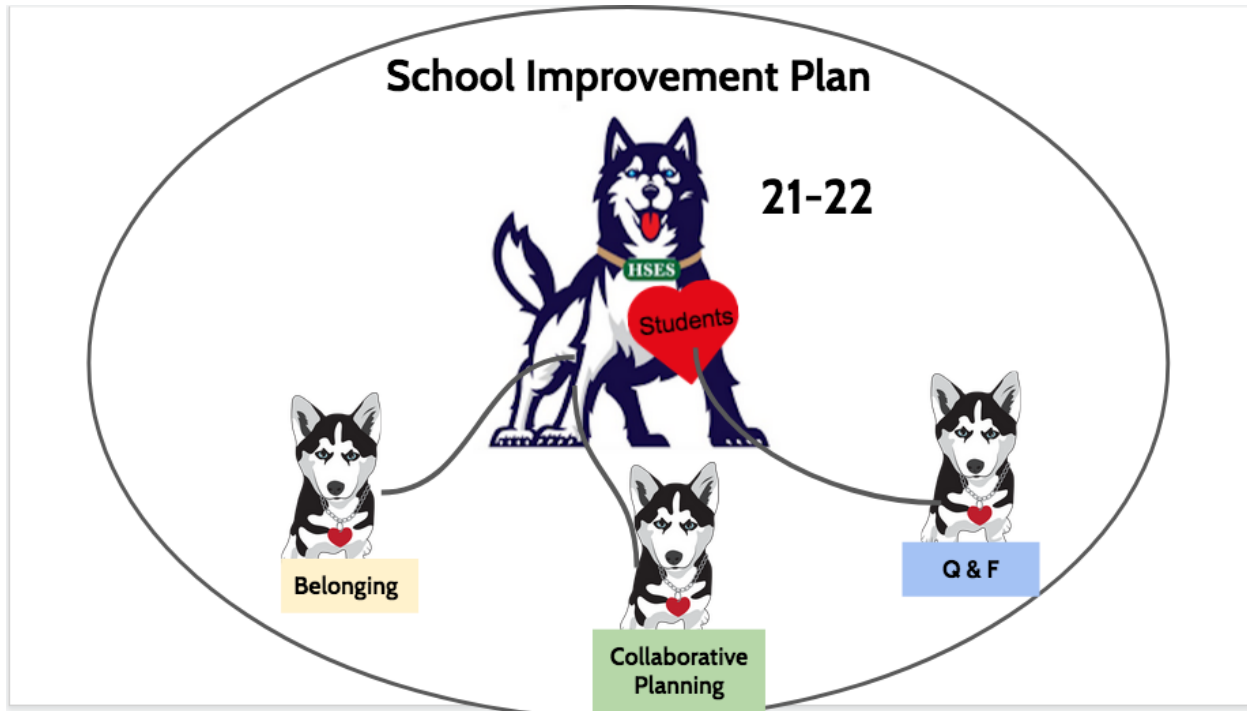 School Improvement Plan
21-22
HSES
Students
Belonging
Collaborative
Planning
Q & F